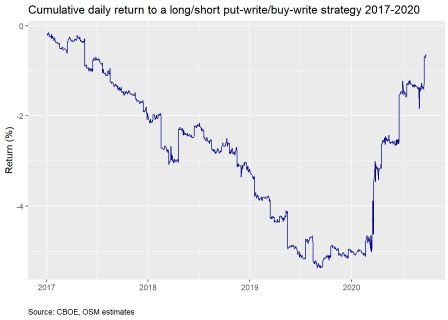 Cumulative daily return to a long/short put-write/buy-write strategy 2017-2020
0
-2
-4
Return (%)
2017 2018 2019 2020
Source: CBOE, OSM estimates